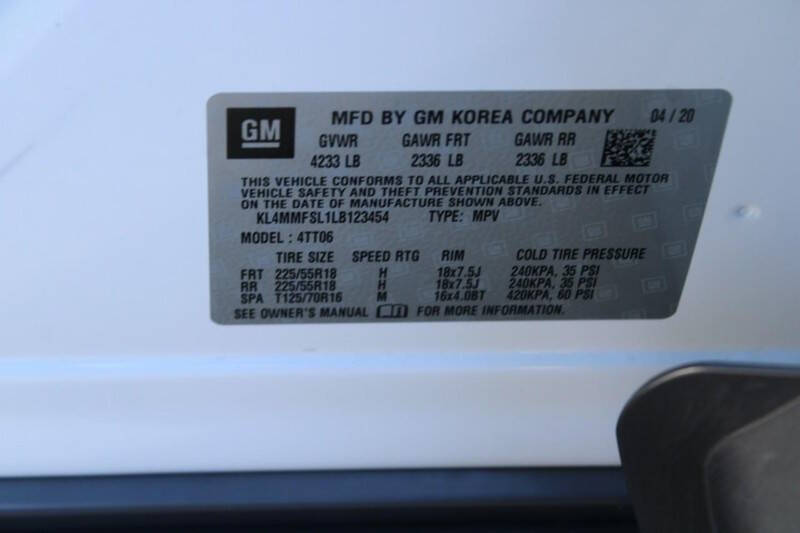 GM MFD BY GM KOREA COMPANY 04 / 20
GVWR GAWR FRT GAWR RR
4233 LB 2336 LB 2336 LB
THIS VEHICLE CONFORMS TO ALL APPLICABLE U.S. FEDERAL MOTOR
VEHICLE SAFETY AND THEFT PREVENTION STANDARDS IN EFFECT
ON THE DATE OF MANUFACTURE SHOWN ABOVE.
KL4MMFSL1LB123454 TYPE: MPV
MODEL : 4TT06
TIRE SIZE SPEED RTG RIM COLD TIRE PRESSURE
FRT 225/55R18 H 18x7.5J 240KPA, 35 PSI
RR 225/55R18 H 18x7.5J 240KPA, 35 PSI
SPA T125/70R16 M 16x4.0BT 420KPA, 60 PSI
SEE OWNER'S MANUAL FOR MORE INFORMATION.